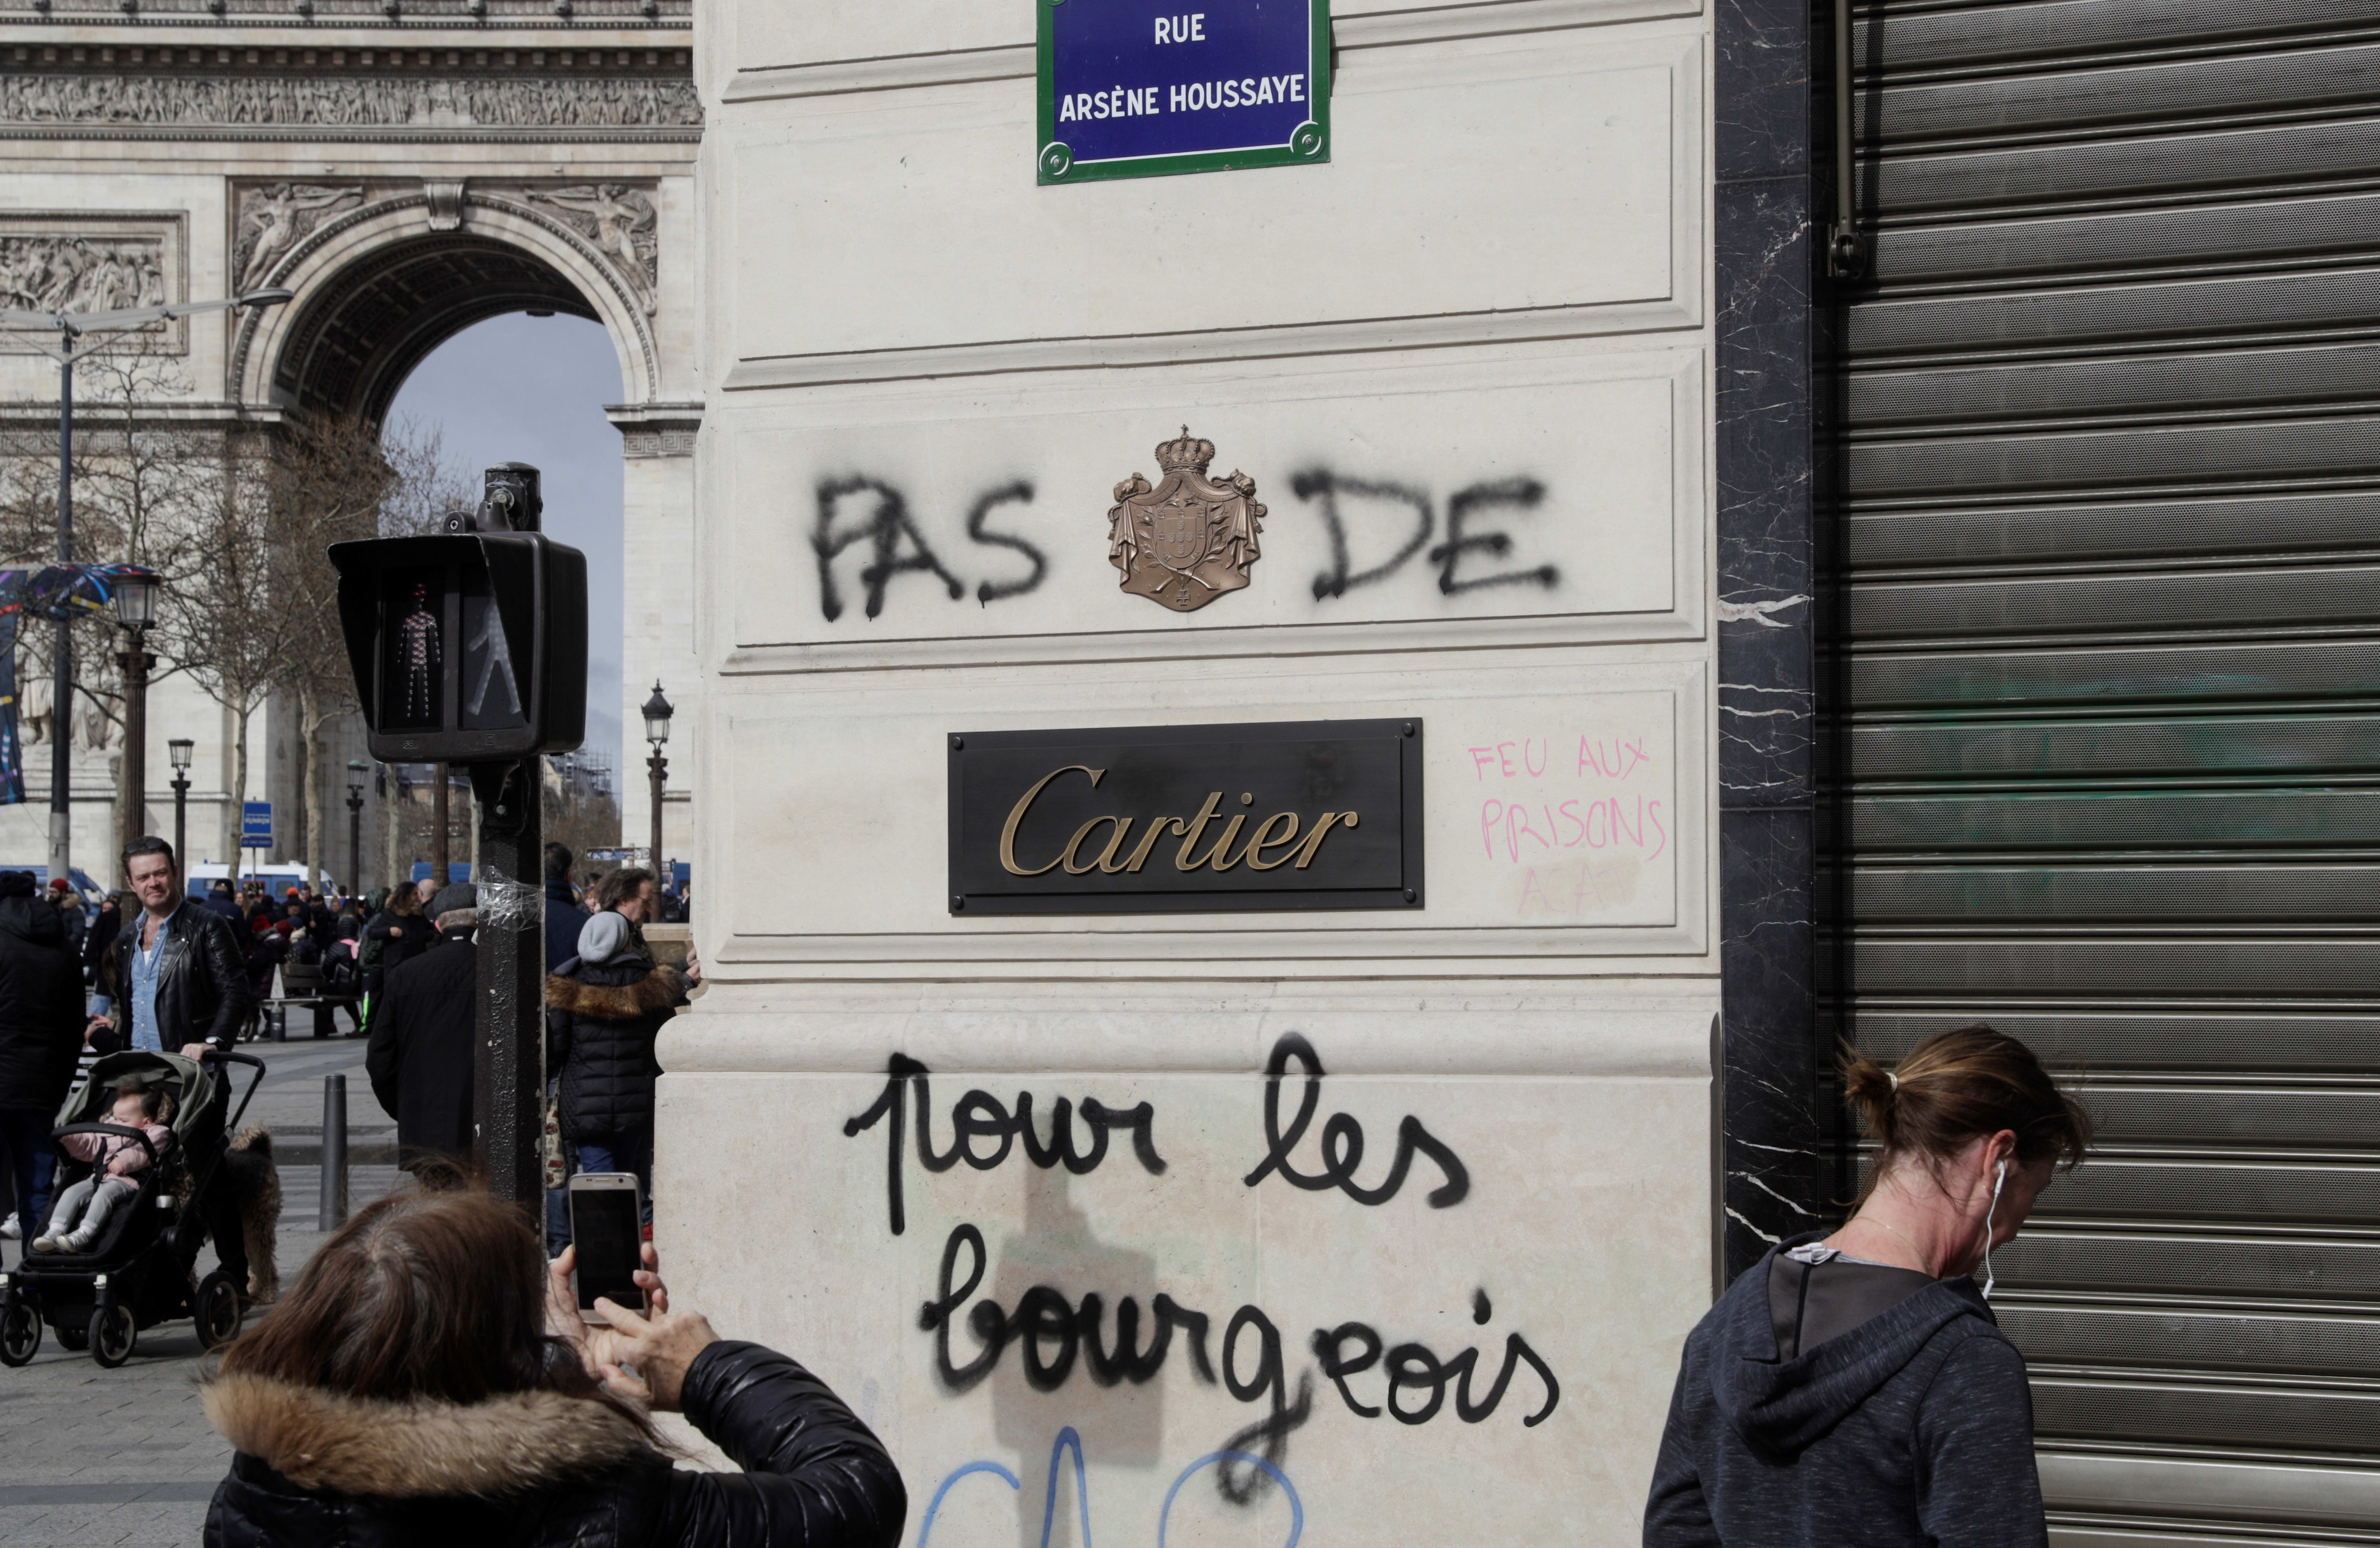 RUE
ARSÈNE HOUSSAYE
PAS DE
Cartier
FEU AUX
PRISONS
pour les
bourgeois